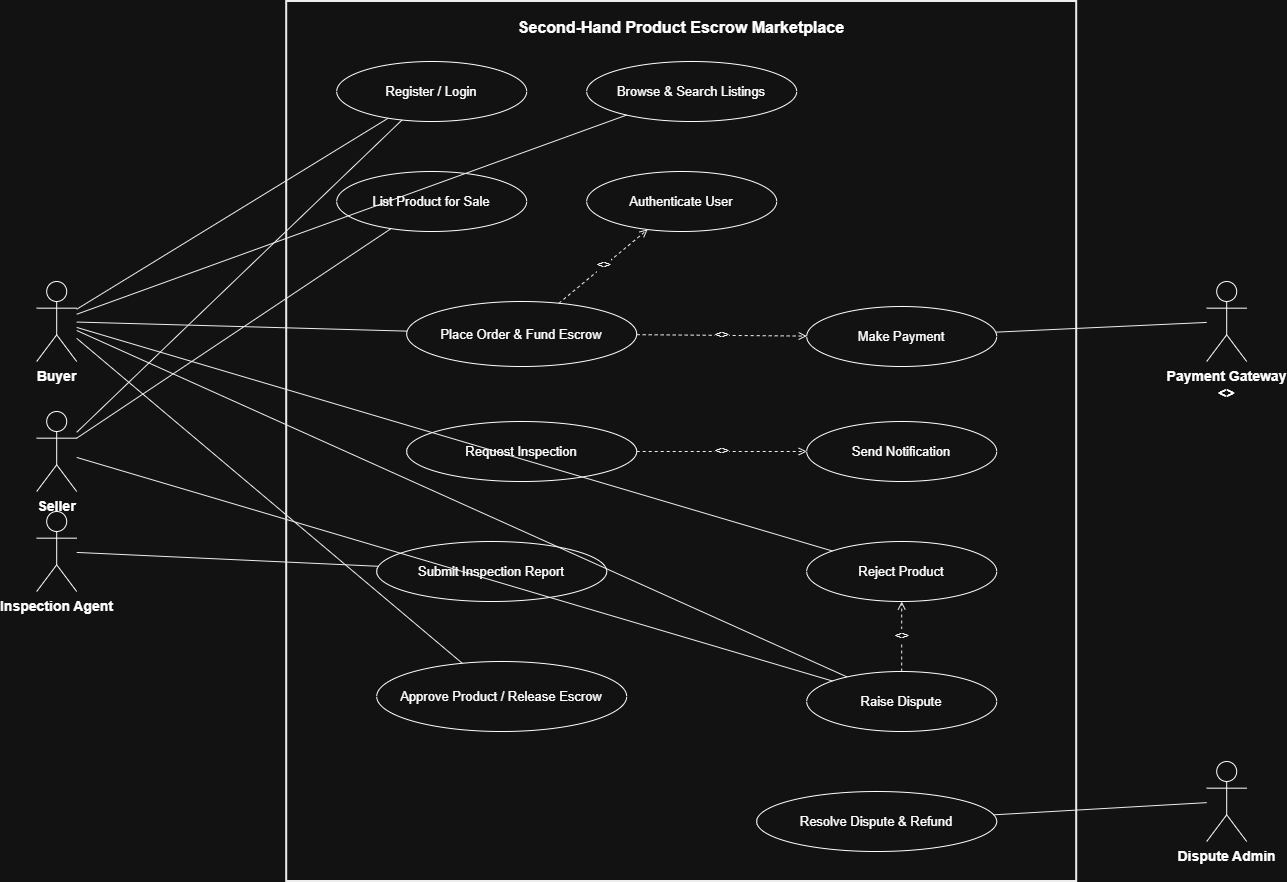 Second-Hand Product Escrow Marketplace
Register / Login
Browse & Search Listings
List Product for Sale
Authenticate User
<>
Place Order & Fund Escrow
<>
Make Payment
Buyer
Payment Gateway
<>
Request Inspection
<>
Send Notification
Seller
Submit Inspection Report
Reject Product
Inspection Agent
<>
Approve Product / Release Escrow
Raise Dispute
Resolve Dispute & Refund
Dispute Admin